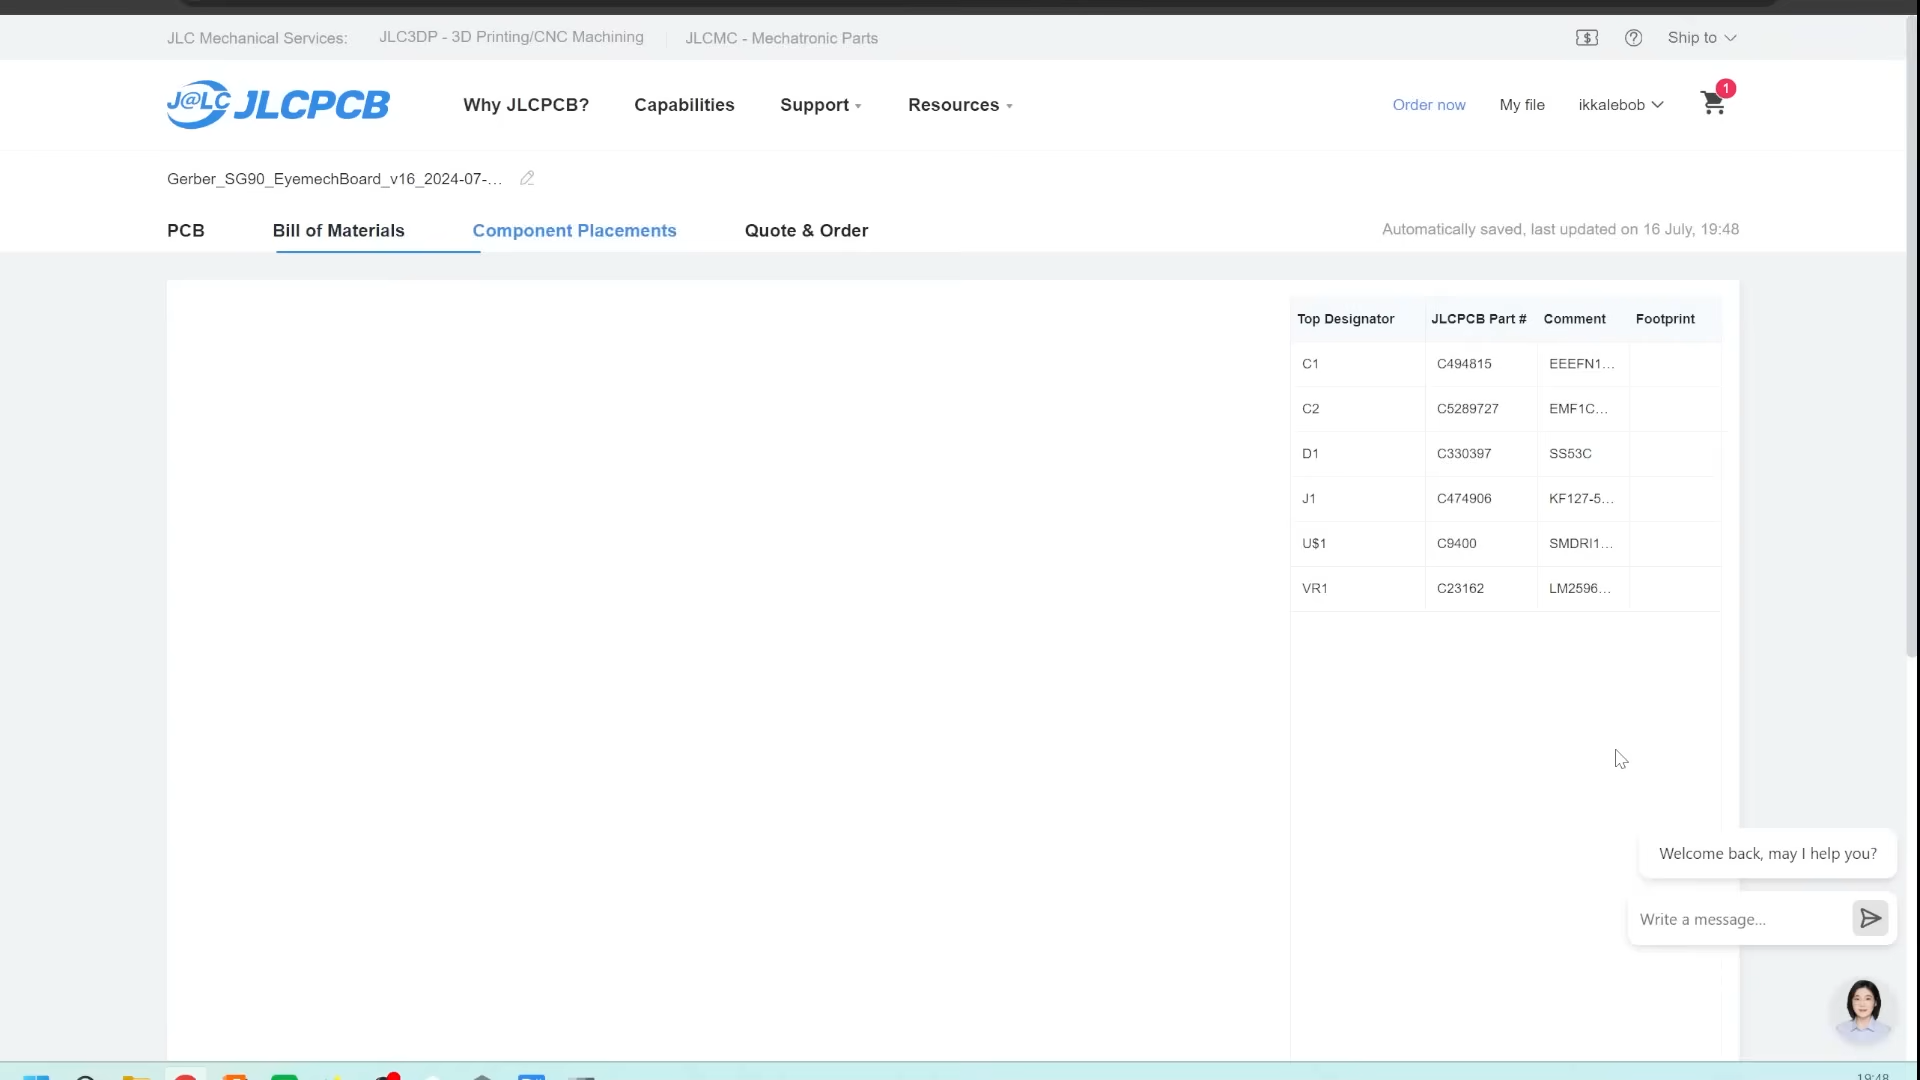 JLC Mechanical Services: JLC3DP - 3D Printing/CNC Machining JLCMC - Mechatronic Parts Ship to
J@LC JLCPCB Why JLCPCB? Capabilities Support Resources Order now My file ikkalebob 1
Gerber_SG90_EyemechBoard_v16_2024-07-...
PCB Bill of Materials Component Placements Quote & Order Automatically saved, last updated on 16 July, 19:48
Top Designator JLCPCB Part # Comment Footprint
C1 C494815 EEEFN1...
C2 C5289727 EMF1C...
D1 C330397 SS53C
J1 C474906 KF127-5...
U$1 C9400 SMDRI1...
VR1 C23162 LM2596...
Welcome back, may I help you?
Write a message...
19:48